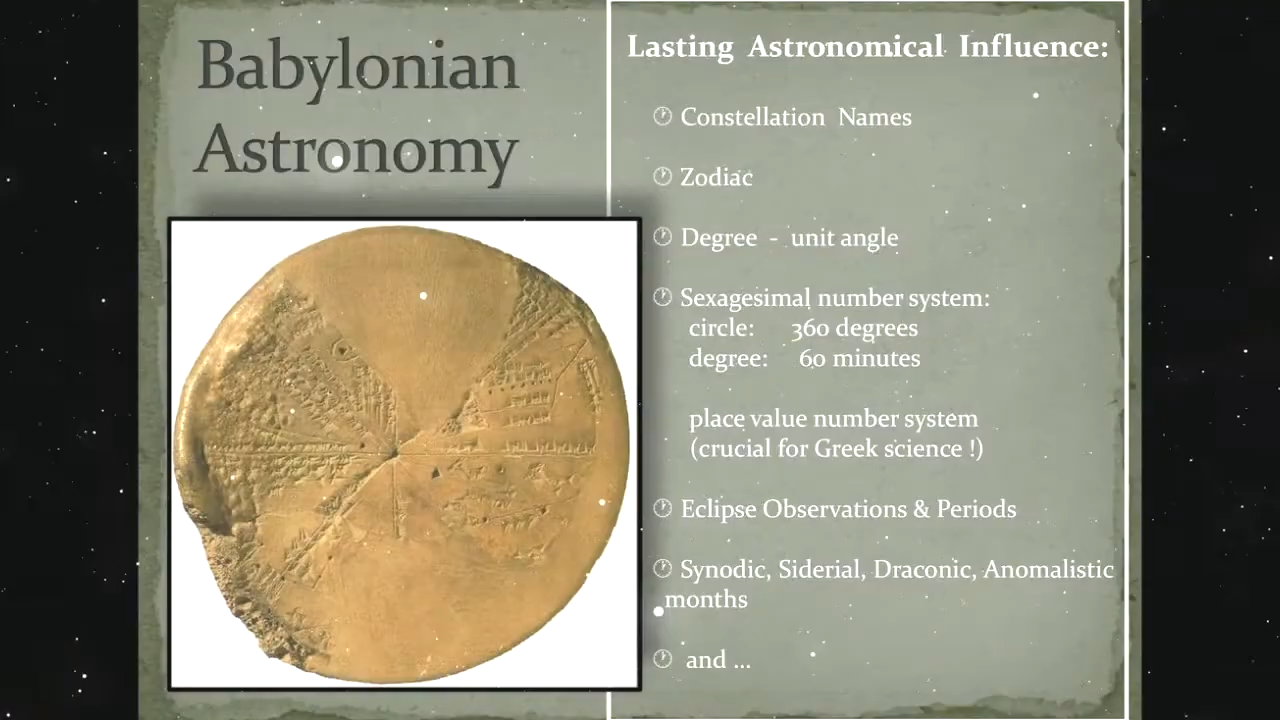 Babylonian
Astronomy
Lasting Astronomical Influence:
Constellation Names
Zodiac
Degree - unit angle
Sexagesimal number system:
circle: 360 degrees
degree: 60 minutes
place value number system
(crucial for Greek science !)
Eclipse Observations & Periods
Synodic, Siderial, Draconic, Anomalistic
months
and ...